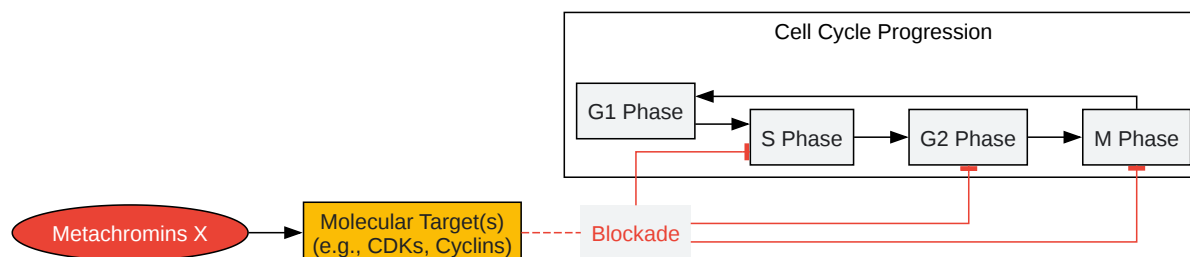 Cell Cycle Progression
G1 Phase
S Phase
G2 Phase
M Phase
Metachromins X
Molecular Target(s)
(e.g., CDKs, Cyclins)
Blockade